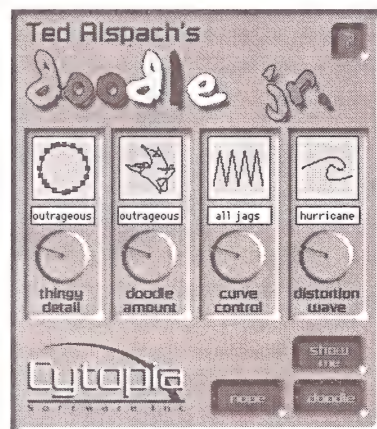 Ted Alspach's
?
doodle jr.
outrageous outrageous all jags hurricane
thingy detail
doodle amount
curve control
distortion wave
show me
Cytopia
Software Inc
nope doodle